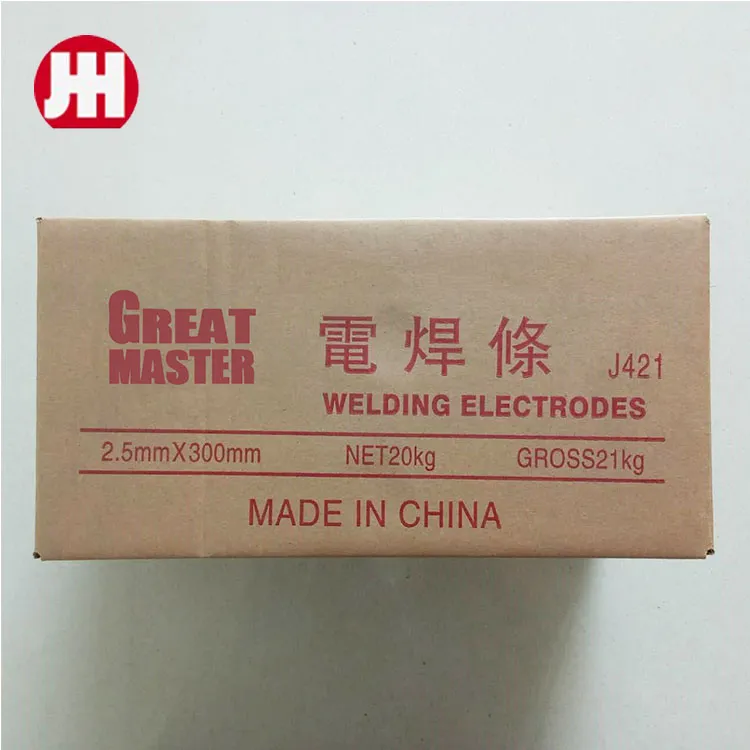 JH
GREAT
MASTER
電焊條 J421
WELDING ELECTRODES
2.5mmX300mm NET20kg GROSS21kg
MADE IN CHINA